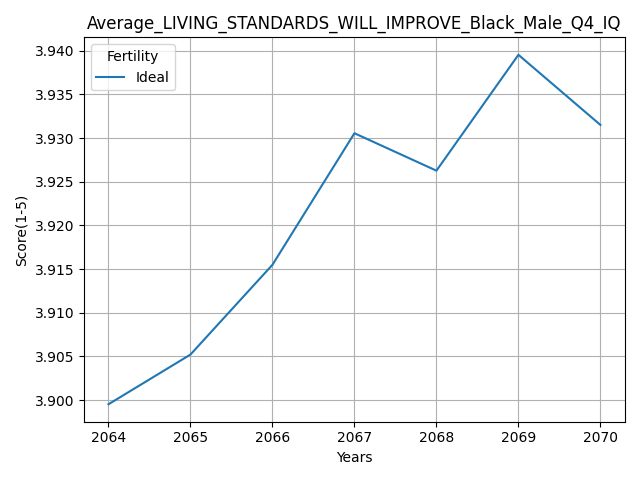 Average_LIVING_STANDARDS_WILL_IMPROVE_Black_Male_Q4_IQ
Fertility
Ideal
Score(1-5)
3.940
3.935
3.930
3.925
3.920
3.915
3.910
3.905
3.900
2064 2065 2066 2067 2068 2069 2070
Years